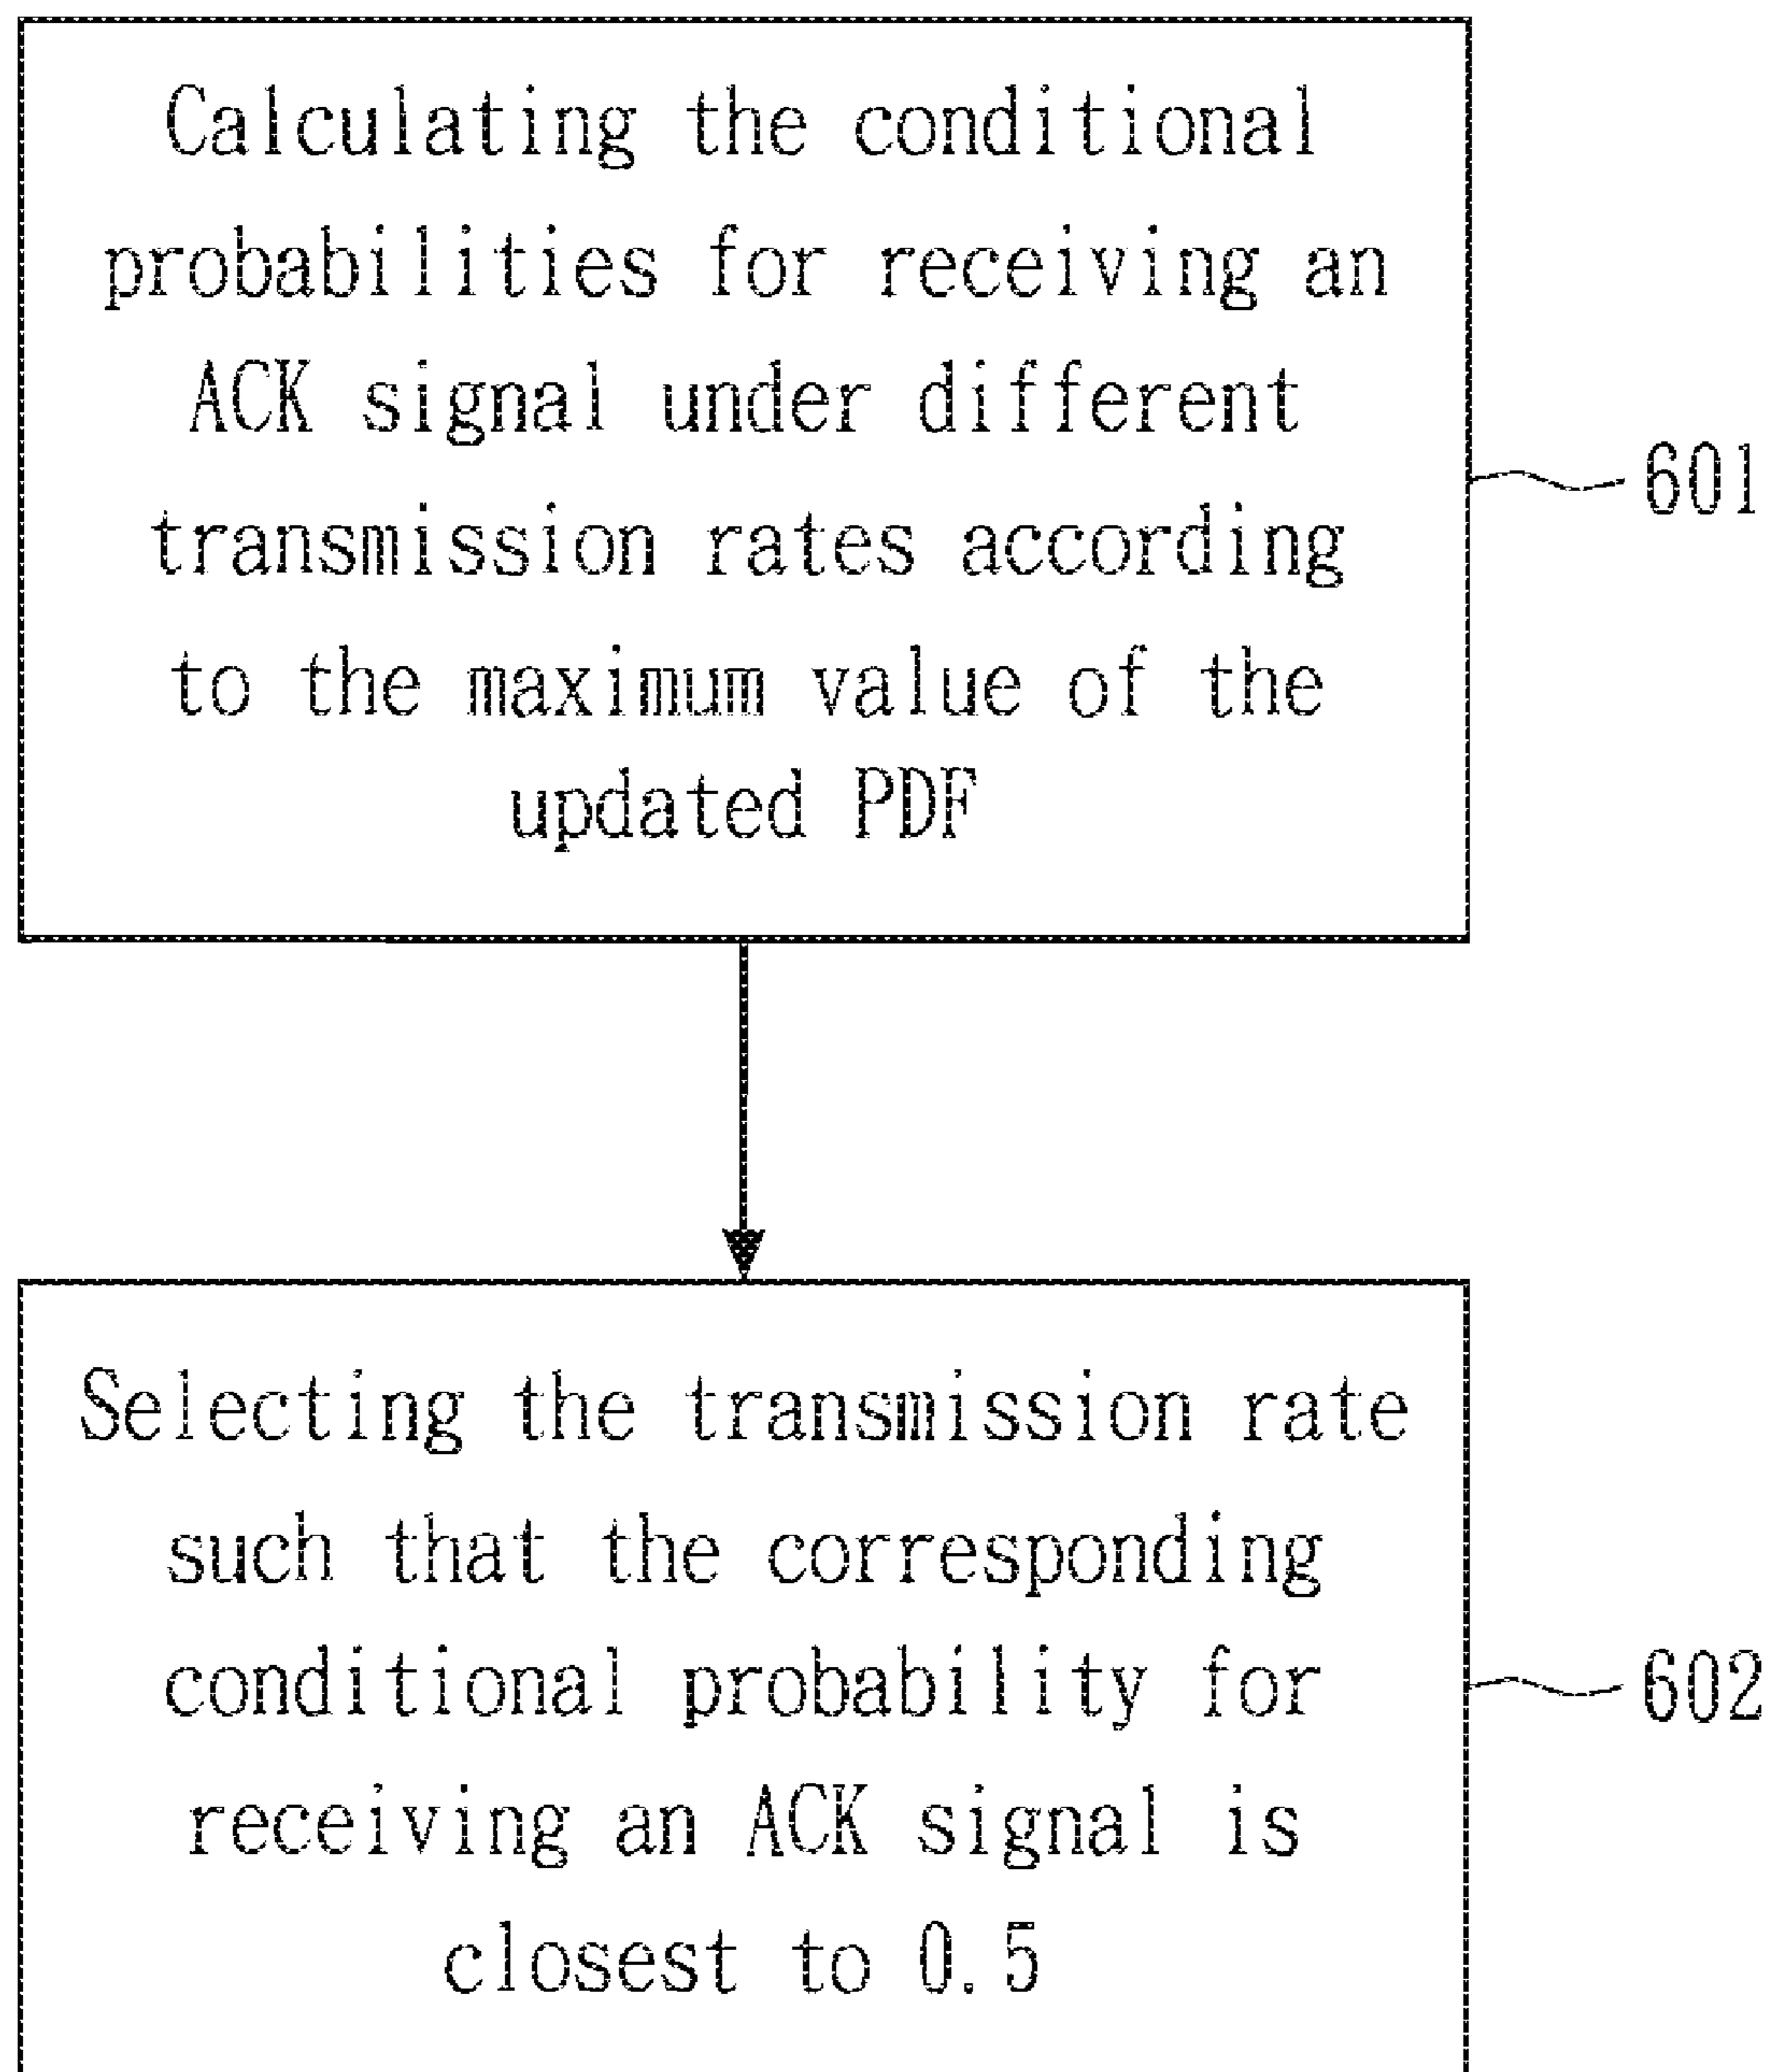 Calculating the conditional
probabilities for receiving an
ACK signal under different
transmission rates according
to the maximum value of the
updated PDF
601
Selecting the transmission rate
such that the corresponding
conditional probability for
receiving an ACK signal is
closest to 0.5
602